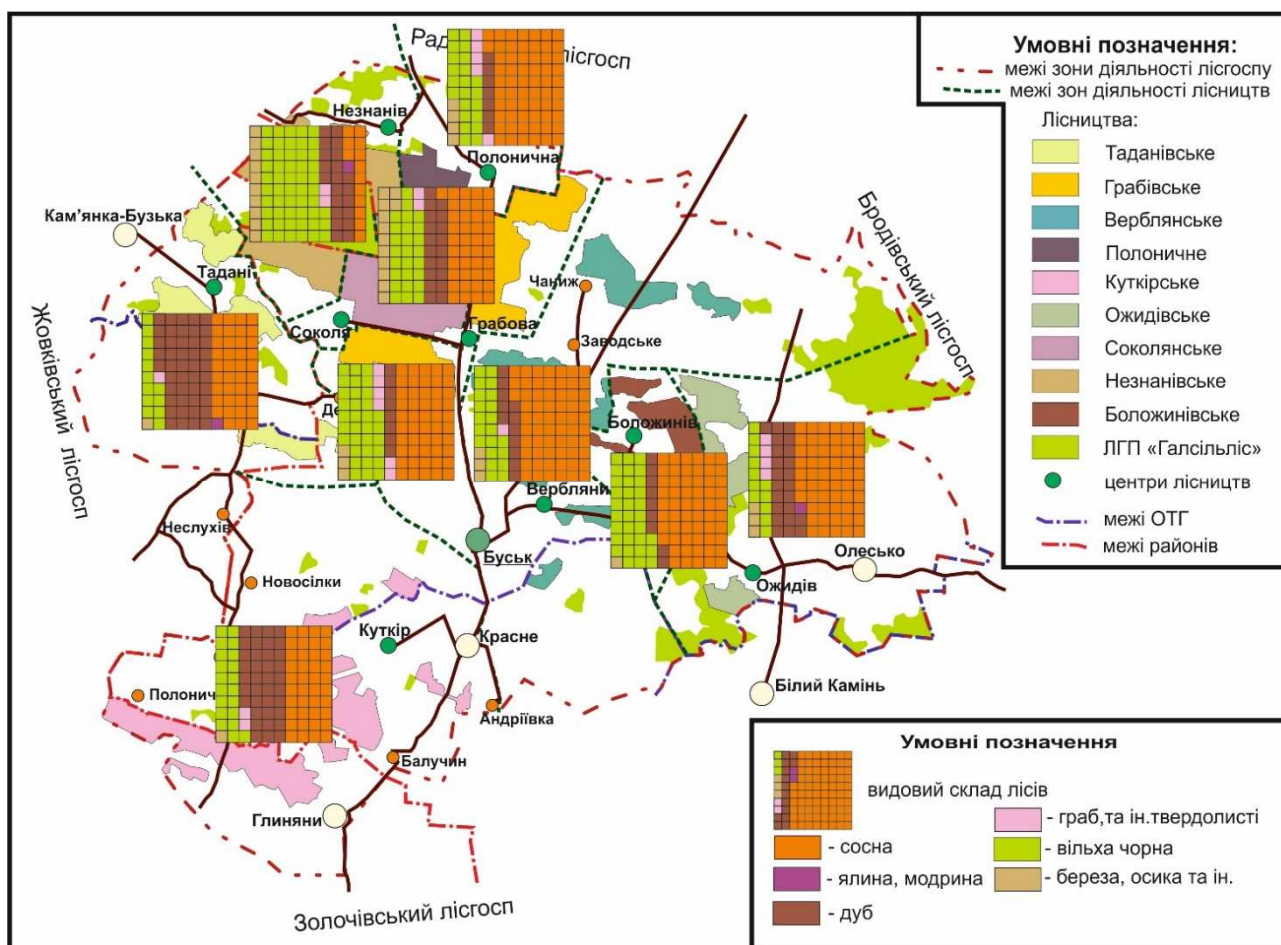 Рад
лісгосп
Незнанів
Полонична
Кам’янка-Бузька
Тадані
Чаниж
Соколя
Грабова
Заводське
Бродівський лісгосп
Жовківський лісгосп
Де
Боложинів
Вербляни
Неслухів
Буськ
Олесько
Ожидів
Новосілки
Куткір
Красне
Полонич
Білий Камінь
Андріївка
Балучин
Глиняни
Золочівський лісгосп
Умовні позначення:
межі зони діяльності лісгоспу
межі зон діяльності лісництв
Лісництва:
Таданівське
Грабівське
Верблянське
Полоничне
Куткірське
Ожидівське
Соколянське
Незнанівське
Боложинівське
ЛГП «Галсільліс»
центри лісництв
межі ОТГ
межі районів
Умовні позначення
видовий склад лісів
- граб,та ін.твердолисті
- сосна
- вільха чорна
- ялина, модрина
- береза, осика та ін.
- дуб